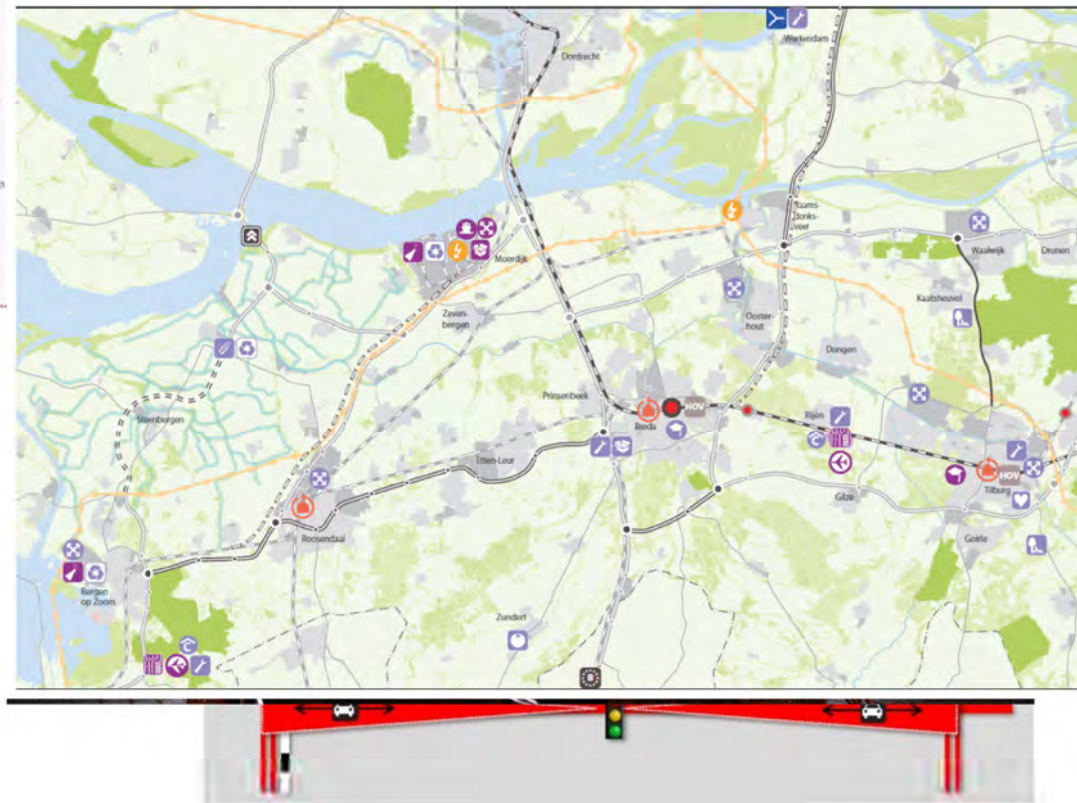 Dordrecht
Werkendam
Raams-
donks-
veer
Waalwijk
Drunen
Moerdijk
Kaatsheuvel
Zeven-
bergen
Ooster-
hout
Dongen
Prinsenbeek
HOV
Breda
Rijen
Steenbergen
Etten-Leur
HOV
Tilburg
Gilze
Roosendaal
Goirle
Bergen
op Zoom
Zundert
B